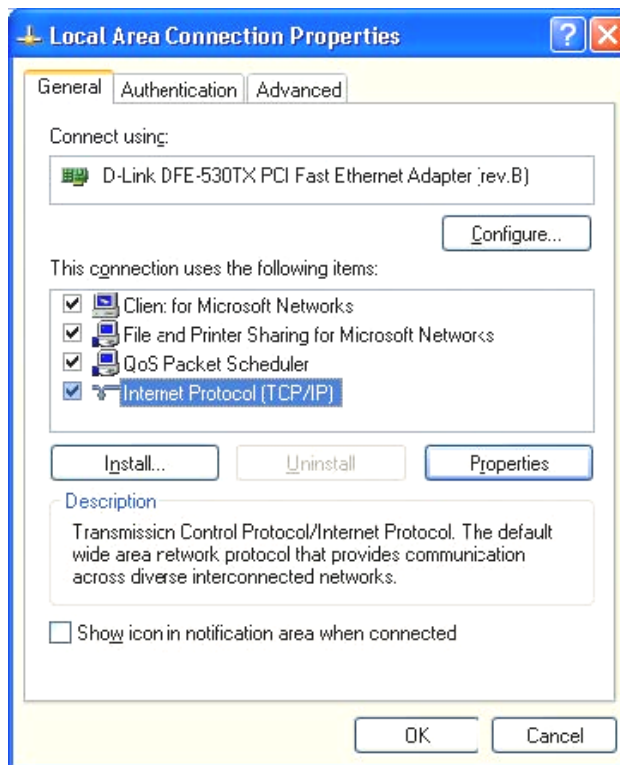 Local Area Connection Properties
General Authentication Advanced
Connect using:
D-Link DFE-530TX PCI Fast Ethernet Adapter (rev.B)
Configure...
This connection uses the following items:
Client for Microsoft Networks
File and Printer Sharing for Microsoft Networks
QoS Packet Scheduler
Internet Protocol (TCP/IP)
Install... Uninstall Properties
Description
Transmission Control Protocol/Internet Protocol. The default
wide area network protocol that provides communication
across diverse interconnected networks.
Show icon in notification area when connected
OK Cancel